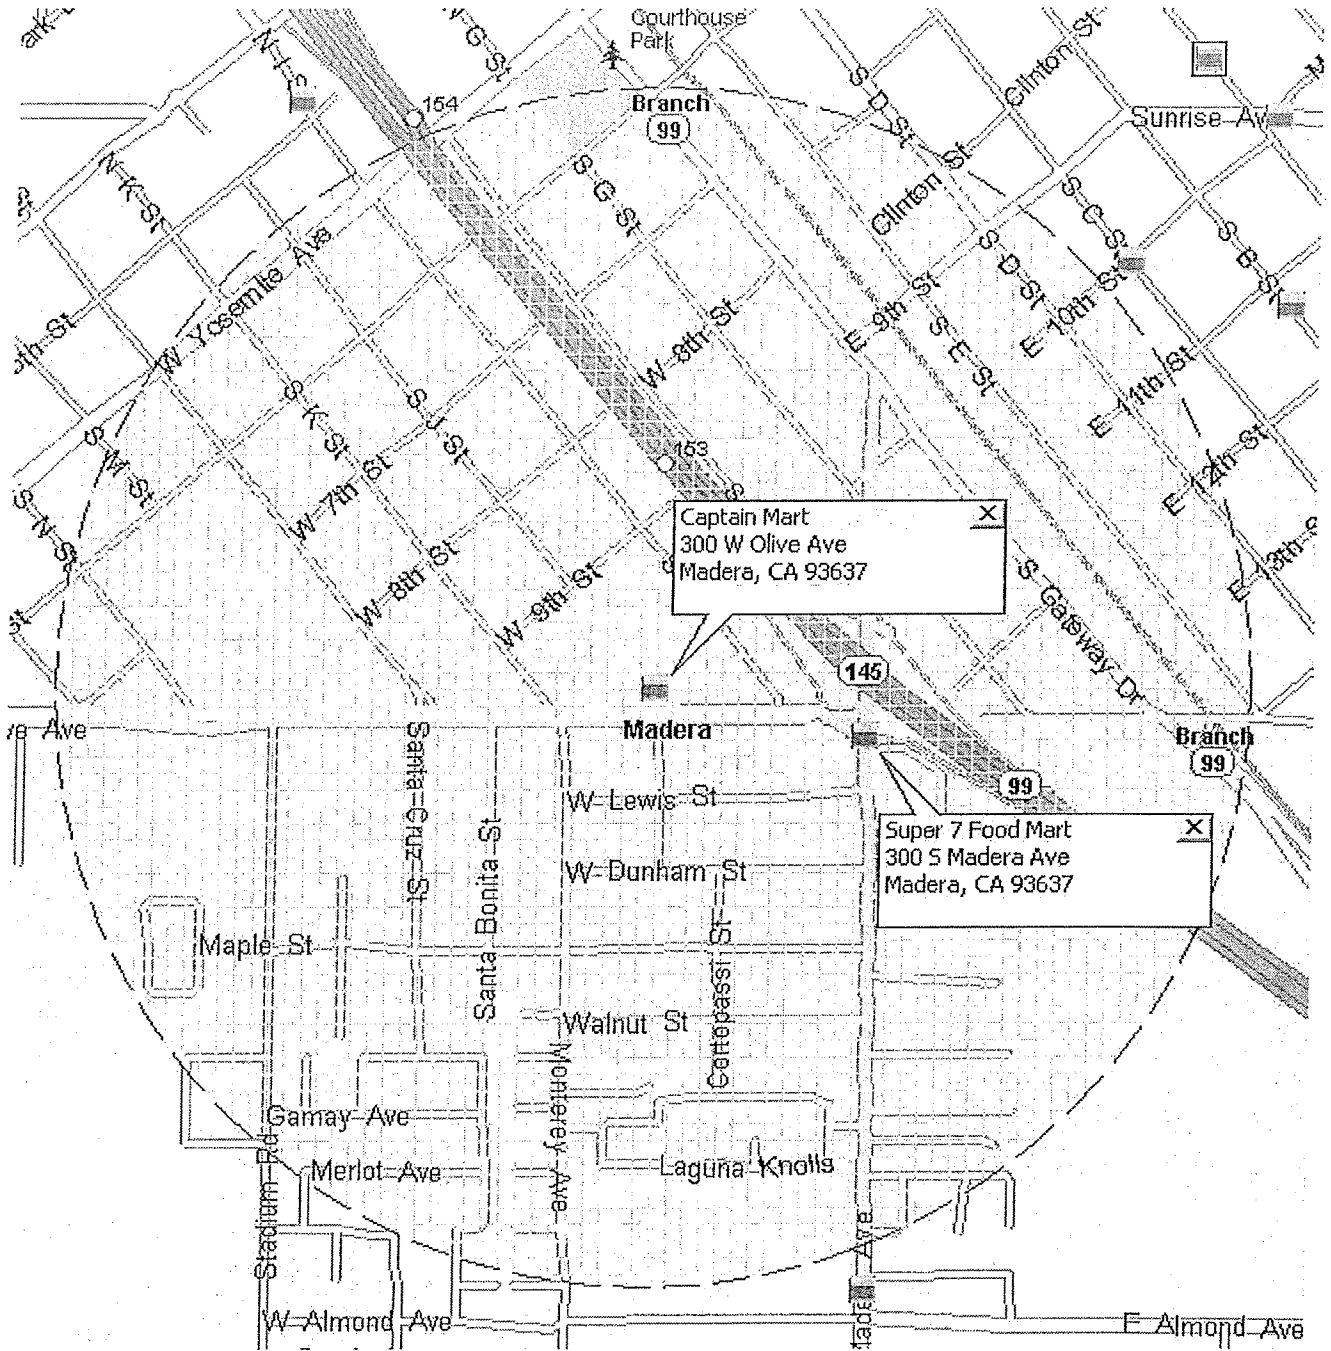 Courthouse
Park
N I S
G St
Clinton St
154
Branch
99
S D St
Sunrise Av
N K St
S G St
Clinton St
S C St
S B St
W Yosemite Ave
S D St
E 9th St
E 10th St
W 8th St
S E St
E 11th St
S K St
S J St
E 12th St
S M St
153
W 7th St
S N St
Captain Mart
300 W Olive Ave
Madera, CA 93637
E 13th S
W 8th St
W 9th St
S Gateway Dr
145
Ave
Santa Cruz St
Madera
Branch
99
99
W Lewis St
Super 7 Food Mart
300 S Madera Ave
Madera, CA 93637
Santa Bonita St
W Dunham St
Maple St
Cortopassi St
Walnut St
Monterey Ave
Gamay Ave
Stadium Rd
Merlot Ave
Laguna Knolls
Ave
W Almond Ave
E Almond Ave